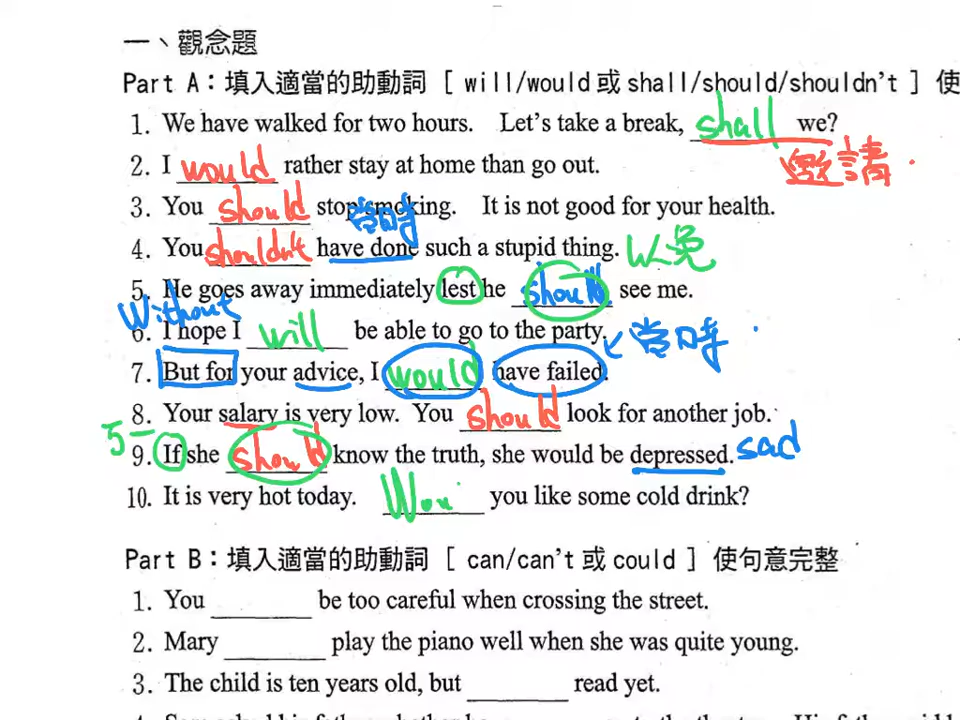 一、觀念題
Part A：填入適當的助動詞［ will/would 或 shall/should/shouldn't ］使
1. We have walked for two hours. Let's take a break, shall we?
邀請
2. I would rather stay at home than go out.
3. You should stop smoking. It is not good for your health.
當時
4. You shouldn't have done such a stupid thing. 以免
5. He goes away immediately lest he should see me.
Without
6. I hope I will be able to go to the party.
當時
7. But for your advice, I would have failed.
8. Your salary is very low. You should look for another job.
9. If she should know the truth, she would be depressed. sad
10. It is very hot today. Wou you like some cold drink?
Part B：填入適當的助動詞［ can/can't 或 could ］使句意完整
1. You ______ be too careful when crossing the street.
2. Mary ______ play the piano well when she was quite young.
3. The child is ten years old, but ______ read yet.